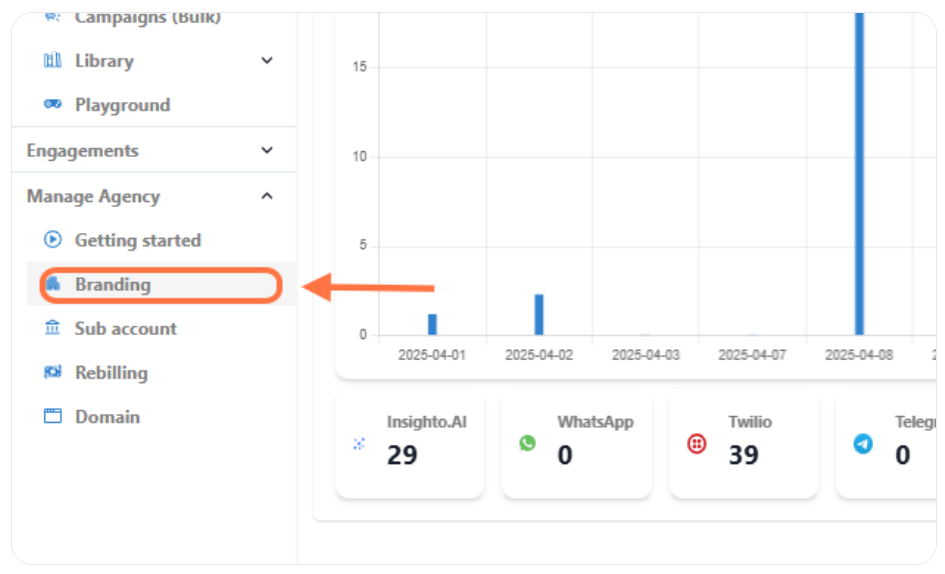 Campaigns (Bulk)
Library
Playground
Engagements
Manage Agency
Getting started
Branding
Sub account
Rebilling
Domain
15
10
5
0
2025-04-01 2025-04-02 2025-04-03 2025-04-07 2025-04-08
Insighto.AI WhatsApp Twilio Telegr
29 0 39 0